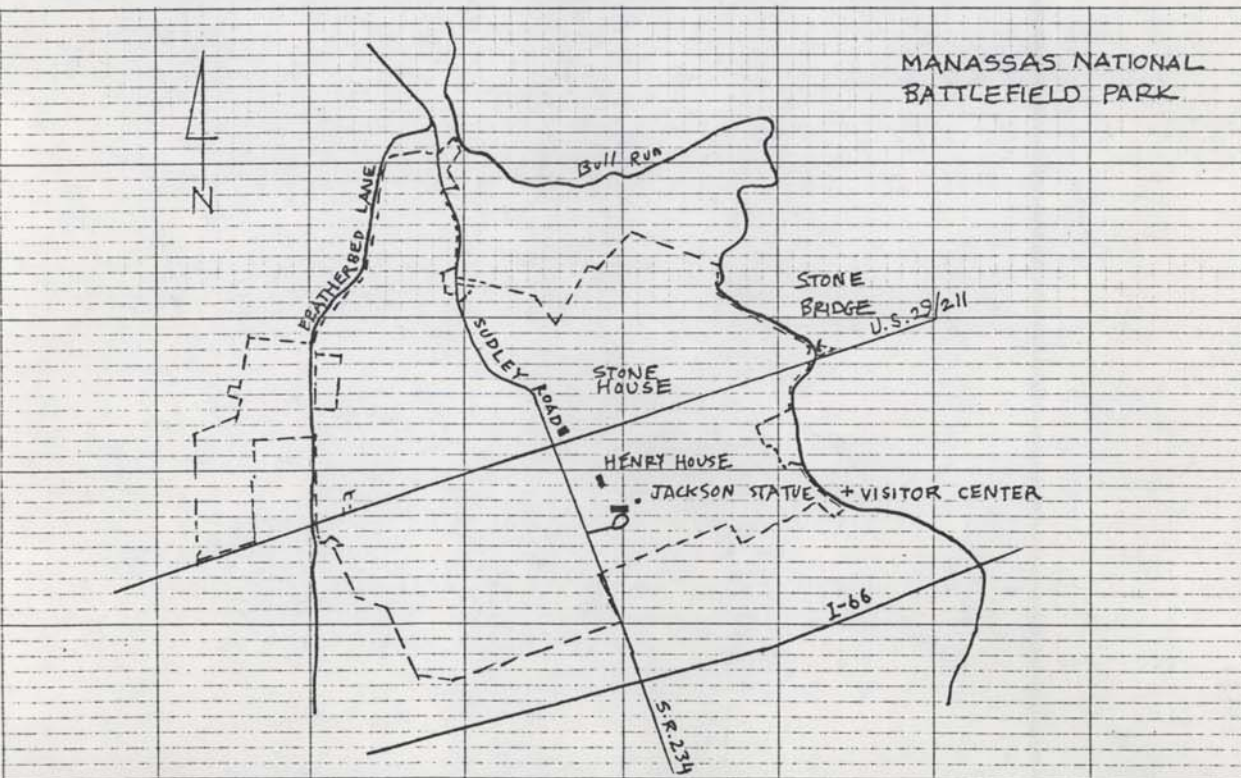 MANASSAS NATIONAL
BATTLEFIELD PARK
N
Bull Run
FEATHERBED LANE
STONE
BRIDGE
U.S. 29/211
SUDLEY ROAD
STONE
HOUSE
HENRY HOUSE
JACKSON STATUE + VISITOR CENTER
I-66
S.R. 234